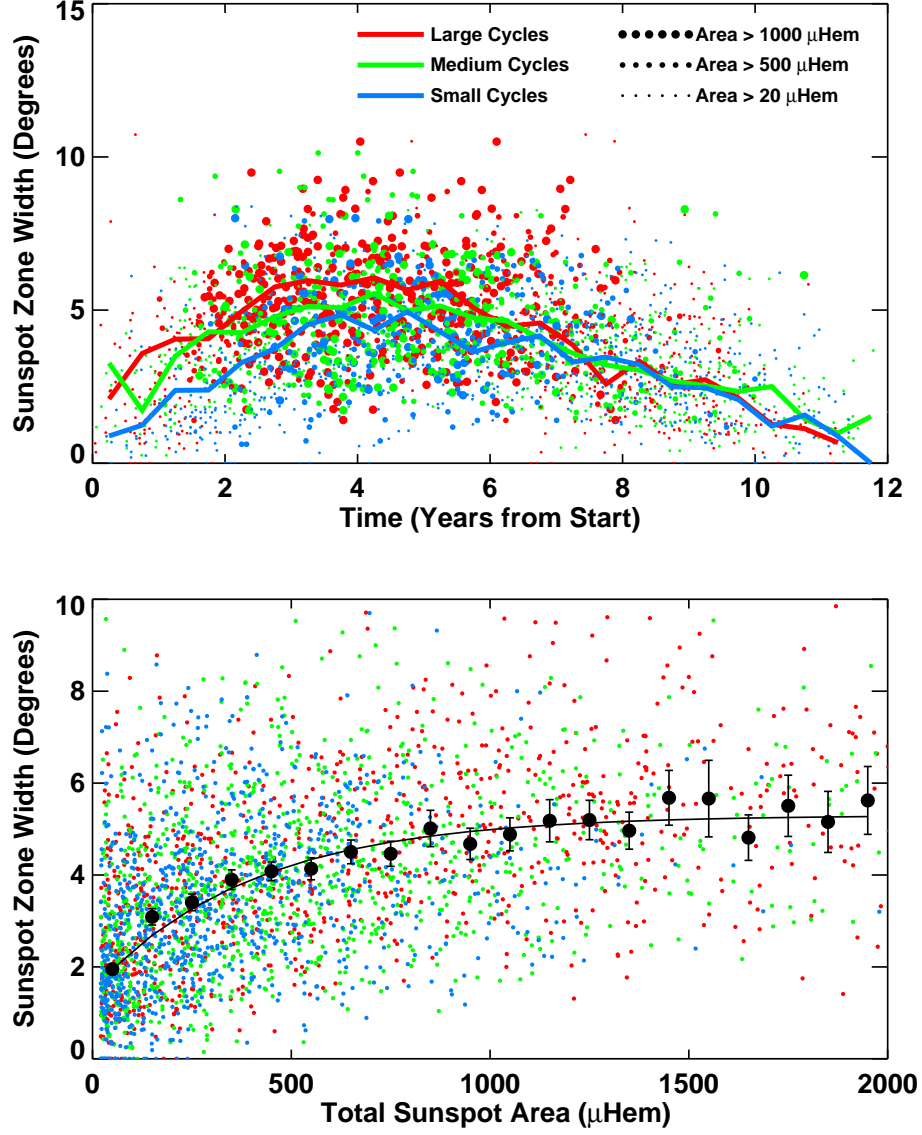 15
Large Cycles
Area > 1000 μHem
Medium Cycles
Area > 500 μHem
Small Cycles
Area > 20 μHem
10
5
0
Sunspot Zone Width (Degrees)
0 2 4 6 8 10 12
Time (Years from Start)
10
8
6
4
2
0
Sunspot Zone Width (Degrees)
0 500 1000 1500 2000
Total Sunspot Area (μHem)